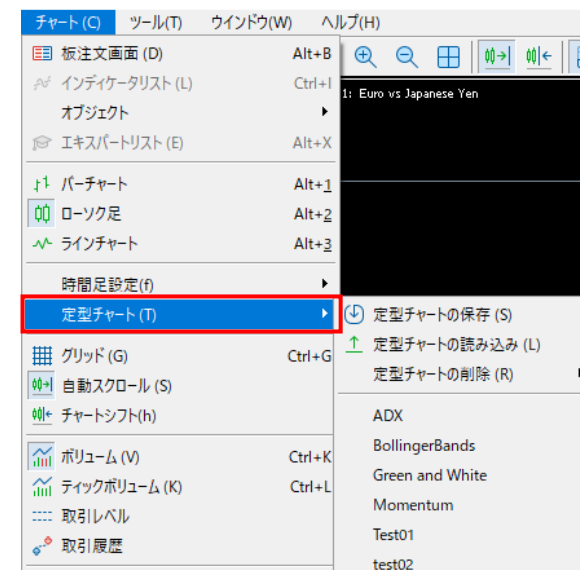 チャート (C) ツール(T) ウインドウ(W) ヘルプ(H)
板注文画面 (D) Alt+B
インディケータリスト (L) Ctrl+I
1: Euro vs Japanese Yen
オブジェクト
エキスパートリスト (E) Alt+X
バーチャート Alt+1
ローソク足 Alt+2
ラインチャート Alt+3
時間足設定(f)
定型チャート (T)
定型チャートの保存 (S)
定型チャートの読み込み (L)
グリッド (G) Ctrl+G
定型チャートの削除 (R)
自動スクロール (S)
チャートシフト(h)
ADX
BollingerBands
ボリューム (V) Ctrl+K
Green and White
ティックボリューム (K) Ctrl+L
Momentum
取引レベル
Test01
取引履歴
test02